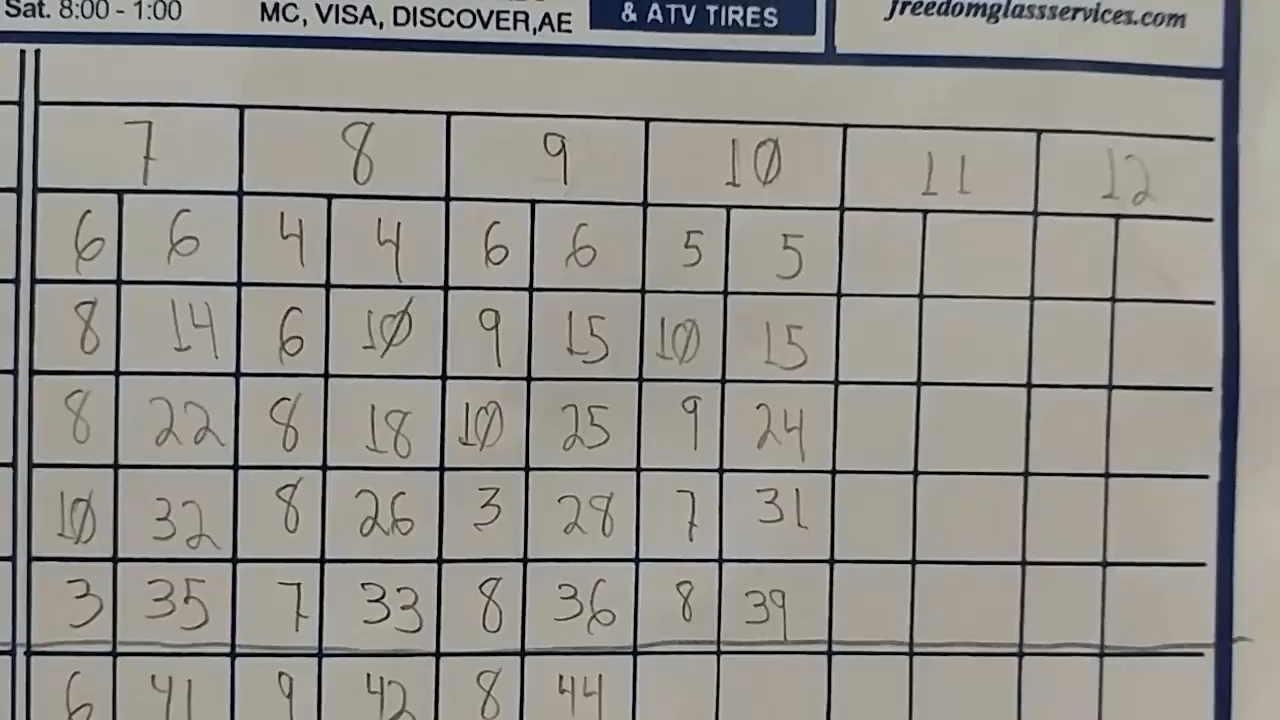 Sat. 8:00 - 1:00
MC, VISA, DISCOVER,AE
& ATV TIRES
freedomglassservices.com
7 8 9 10 11 12
6 6 4 4 6 6 5 5
8 14 6 10 9 15 10 15
8 22 8 18 10 25 9 24
10 32 8 26 3 28 7 31
3 35 7 33 8 36 8 39
6 41 9 42 8 44